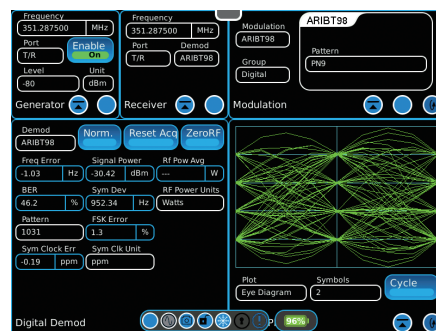 Frequency
351.287500 MHz
Port
T/R
Enable
On
Level
-80
Unit
dBm
Generator
Frequency
351.287500 MHz
Port
T/R
Demod
ARIBT98
Receiver
Modulation
ARIBT98
Group
Digital
ARIBT98
Pattern
PN9
Modulation
Demod
ARIBT98
Norm.
Reset Acq
ZeroRF
Freq Error
-1.03 Hz
Signal Power
-30.42 dBm
Rf Pow Avg
--- W
BER
46.2 %
Sym Dev
952.34 Hz
RF Power Units
Watts
Pattern
1031
FSK Error
1.3 %
Sym Clock Err
-0.19 ppm
Sym Clk Unit
ppm
Digital Demod
Plot
Eye Diagram
Symbols
2
Cycle
96%